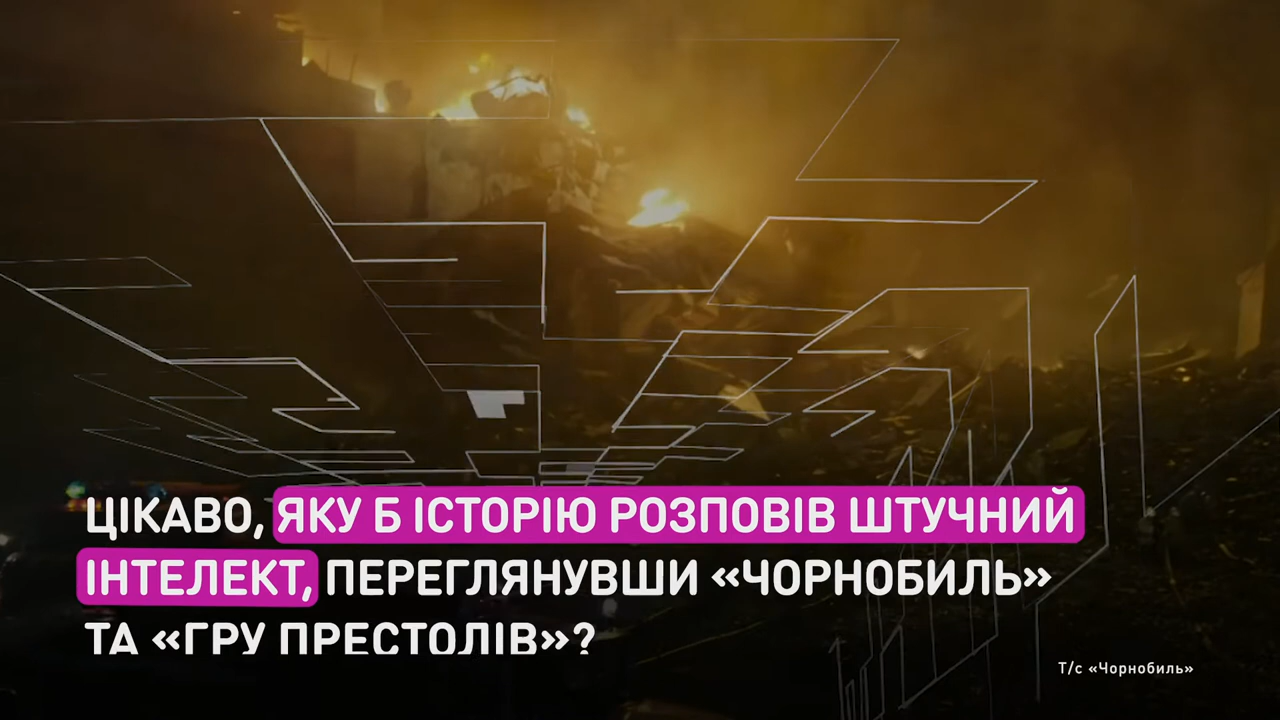 ЦІКАВО, ЯКУ Б ІСТОРІЮ РОЗПОВІВ ШТУЧНИЙ
ІНТЕЛЕКТ, ПЕРЕГЛЯНУВШИ «ЧОРНОБИЛЬ»
ТА «ГРУ ПРЕСТОЛІВ»?
Т/с «Чорнобиль»